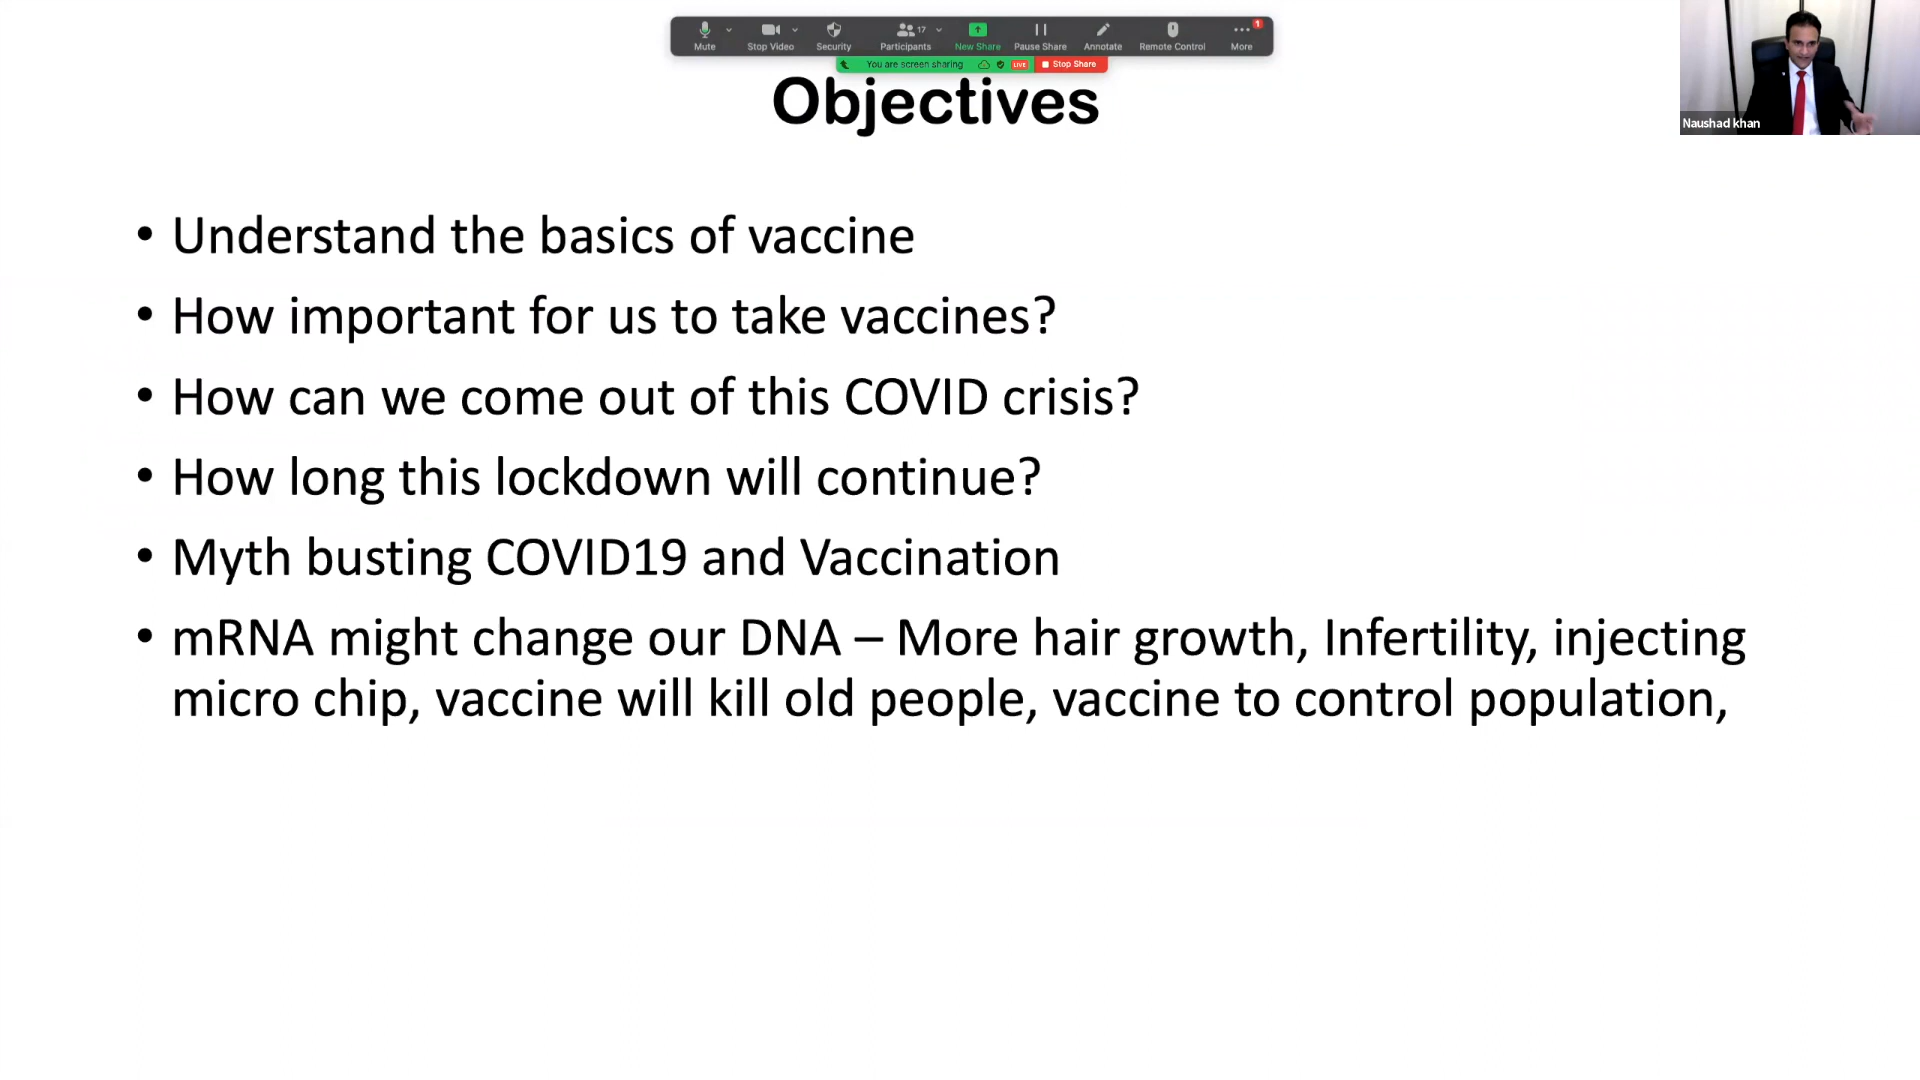 Mute
Stop Video
Security
17
Participants
New Share
Pause Share
Annotate
Remote Control
1
More
You are screen sharing
LIVE
Stop Share
Naushad khan
Objectives
• Understand the basics of vaccine
• How important for us to take vaccines?
• How can we come out of this COVID crisis?
• How long this lockdown will continue?
• Myth busting COVID19 and Vaccination
• mRNA might change our DNA – More hair growth, Infertility, injecting
micro chip, vaccine will kill old people, vaccine to control population,